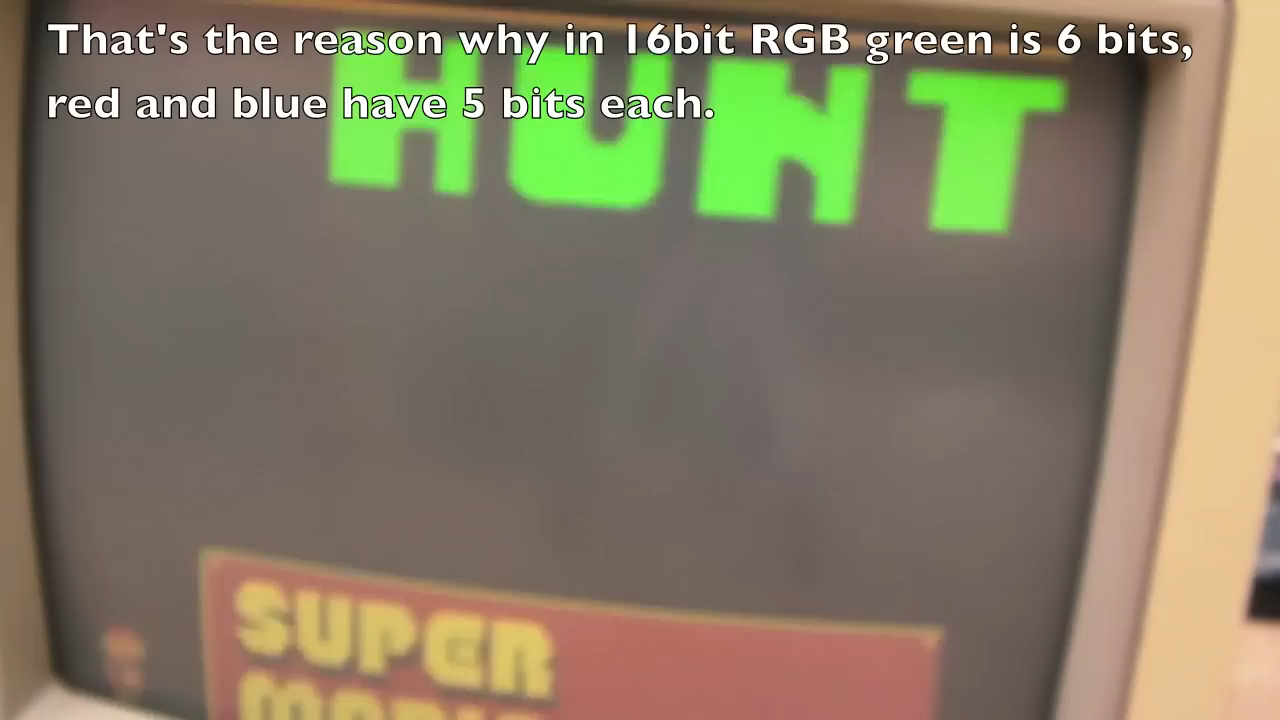 That's the reason why in 16bit RGB green is 6 bits,
red and blue have 5 bits each.
HUNT
SUPER
MARIO